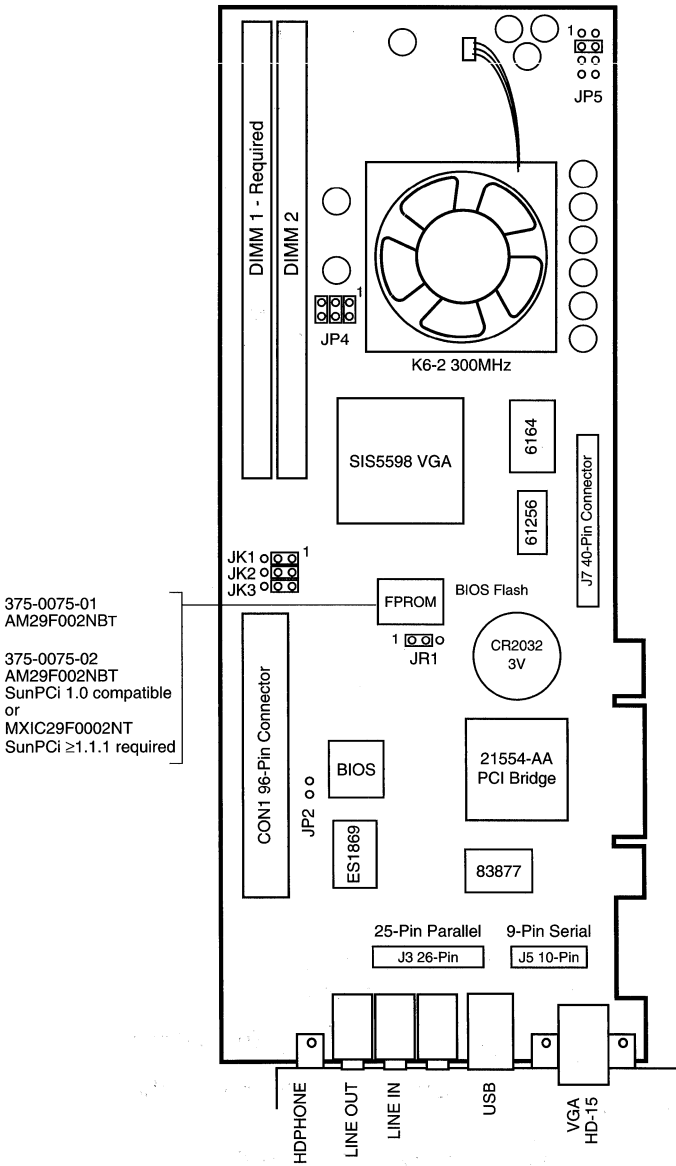 1
JP5
DIMM 1 - Required
DIMM 2
1
JP4
K6-2 300MHz
SIS5598 VGA
6164
61256
J7 40-Pin Connector
1
JK1
JK2
JK3
FPROM
BIOS Flash
375-0075-01
AM29F002NBT
375-0075-02
AM29F002NBT
SunPCi 1.0 compatible
or
MXIC29F0002NT
SunPCi ≥1.1.1 required
1
JR1
CR2032
3V
CON1 96-Pin Connector
JP2
BIOS
21554-AA
PCI Bridge
ES1869
83877
25-Pin Parallel
9-Pin Serial
J3 26-Pin
J5 10-Pin
HDPHONE
LINE OUT
LINE IN
USB
VGA
HD-15